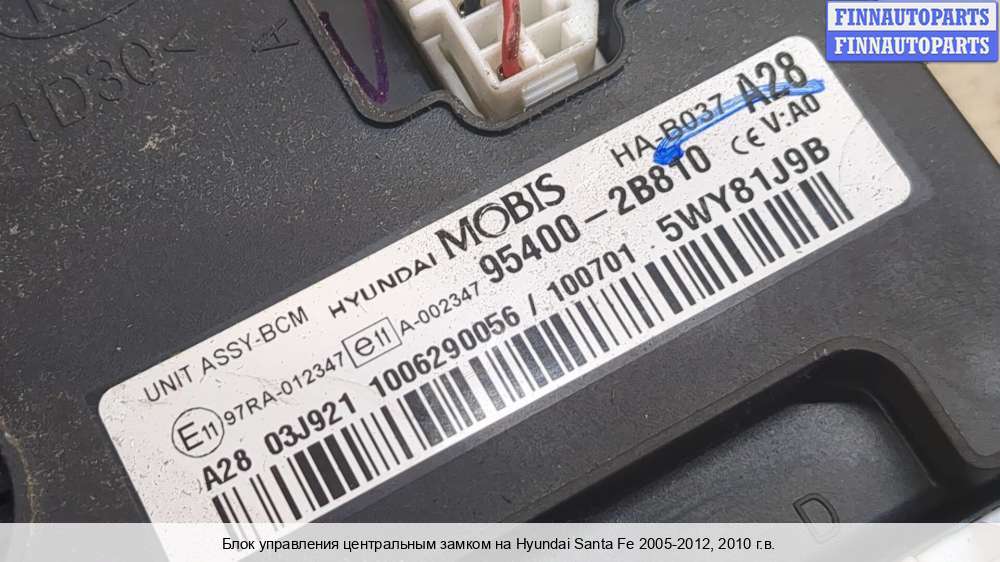 FINNAUTOPARTS
FINNAUTOPARTS
1D3Q
HA-B037 A28
HYUNDAI MOBIS
95400-2B810 CE V:A0
UNIT ASSY-BCM
E11 97RA-012347 e11 A-002347
1006290056 / 100701 5WY81J9B
A28 03J921
D
Блок управления центральным замком на Hyundai Santa Fe 2005-2012, 2010 г.в.